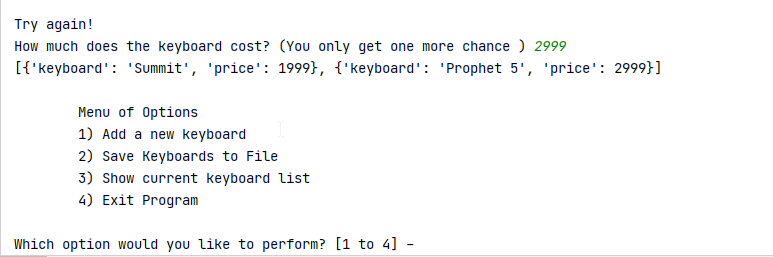 Try again!
How much does the keyboard cost? (You only get one more chance ) 2999
[{'keyboard': 'Summit', 'price': 1999}, {'keyboard': 'Prophet 5', 'price': 2999}]
Menu of Options
1) Add a new keyboard
2) Save Keyboards to File
3) Show current keyboard list
4) Exit Program
Which option would you like to perform? [1 to 4] -